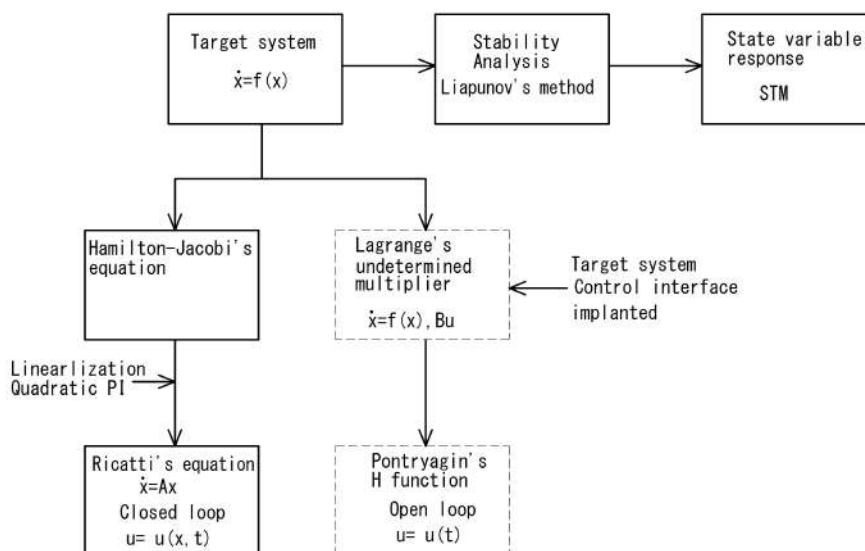 Target system
ẋ=f(x)
Stability
Analysis
Liapunov's method
State variable
response
STM
Hamilton-Jacobi's
equation
Lagrange's
undetermined
multiplier
ẋ=f(x),Bu
Target system
Control interface
implanted
Linearlization
Quadratic PI
Ricatti's equation
ẋ=Ax
Closed loop
u= u(x,t)
Pontryagin's
H function
Open loop
u= u(t)